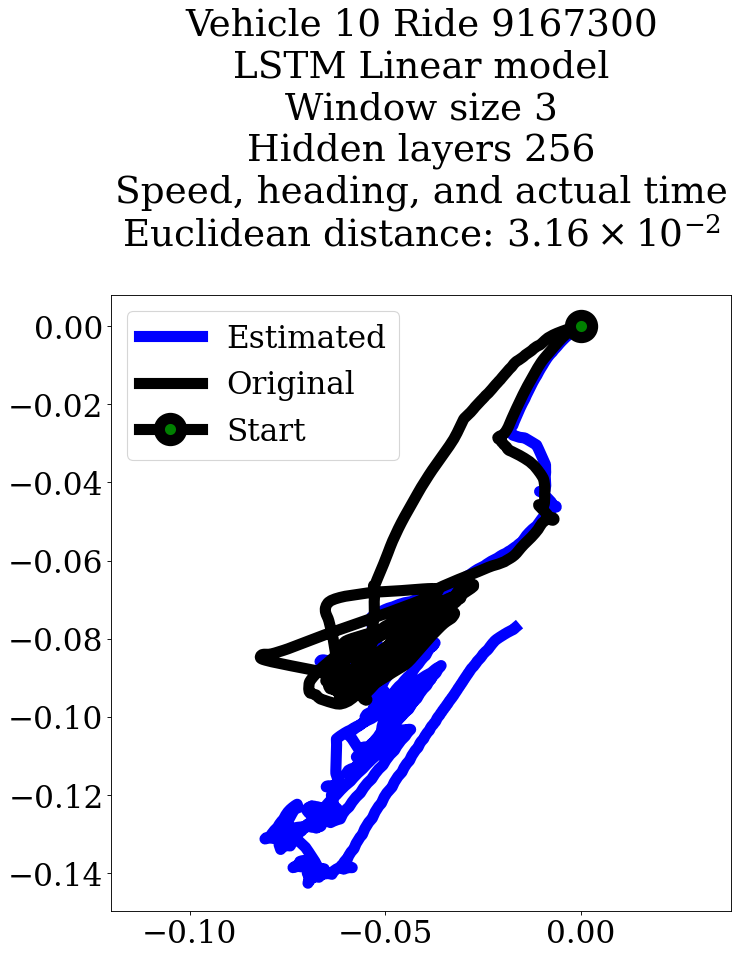 Vehicle 10 Ride 9167300
LSTM Linear model
Window size 3
Hidden layers 256
Speed, heading, and actual time
Euclidean distance: 3.16 × 10⁻²
Estimated
Original
Start
0.00
−0.02
−0.04
−0.06
−0.08
−0.10
−0.12
−0.14
−0.10
−0.05
0.00